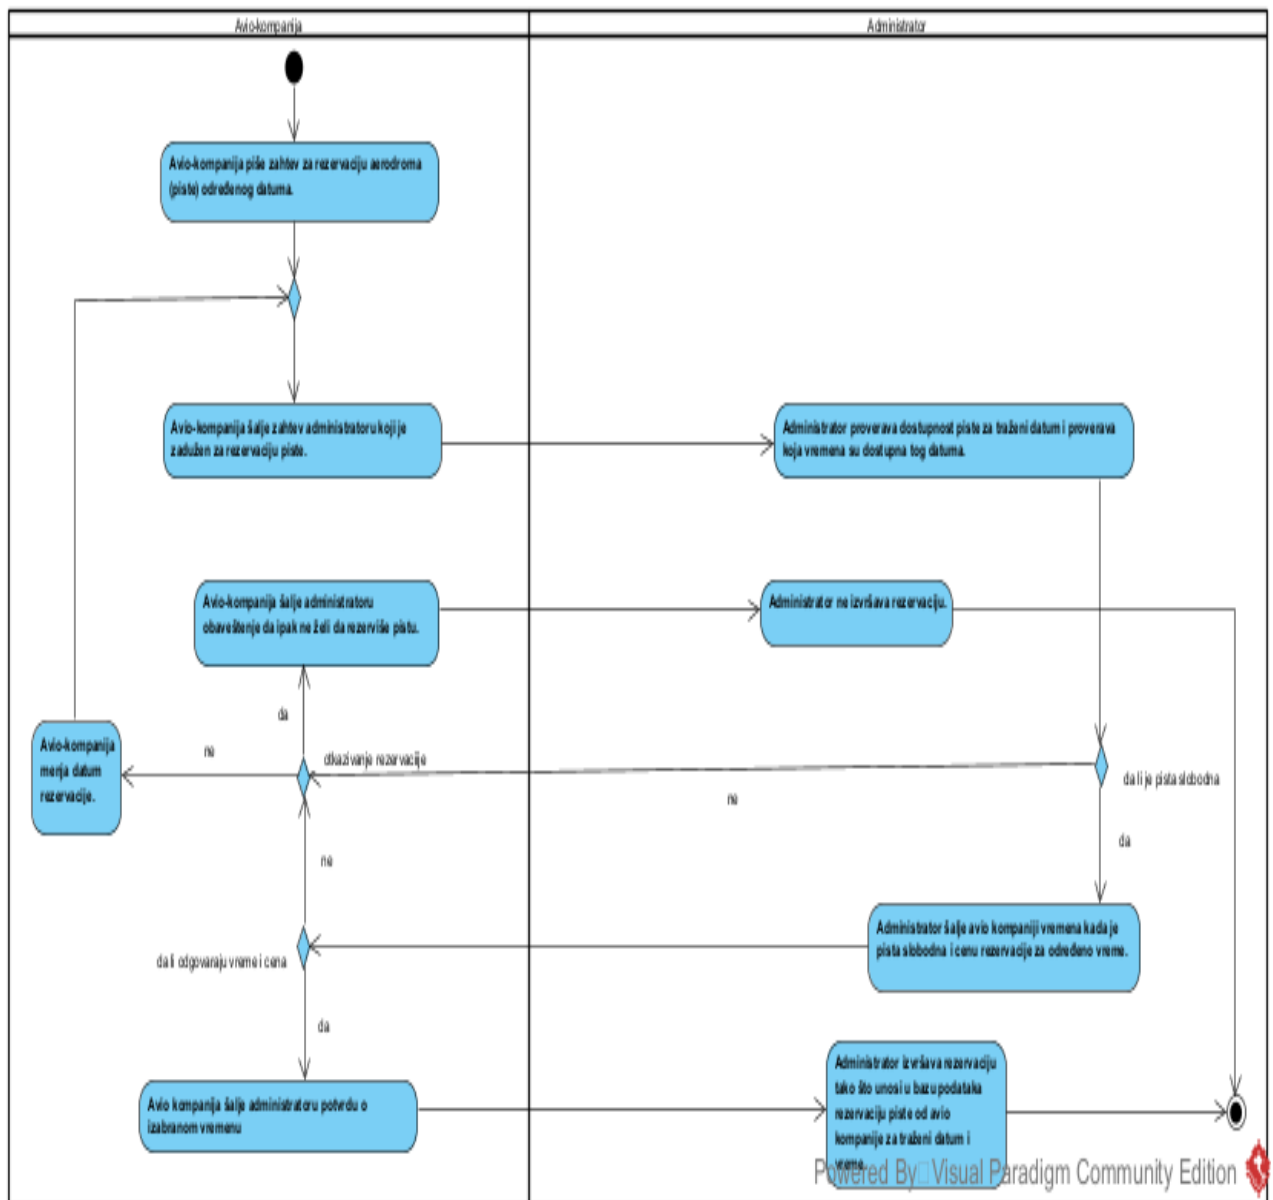 Avio-kompanija
Administrator
Avio-kompanija piše zahtev za rezervaciju aerodroma
(piste) određenog datuma.
Avio-kompanija šalje zahtev administratoru koji je
zadužen za rezervaciju piste.
Administrator proverava dostupnost piste za traženi datum i proverava
koja vremena su dostupna tog datuma.
Avio-kompanija šalje administratoru
obaveštenje da ipak ne želi da rezerviše pistu.
Administrator ne izvršava rezervaciju.
da
Avio-kompanija
menja datum
rezervacije.
ne
otkazivanje rezervacije
ne
da li je pista slobodna
da
ne
Administrator šalje avio kompaniji vremena kada je
pista slobodna i cenu rezervacije za određeno vreme.
da li odgovaraju vreme i cena
da
Avio kompanija šalje administratoru potvrdu o
izabranom vremenu
Administrator izvršava rezervaciju
tako što unosi u bazu podataka
rezervaciju piste od avio
kompanije za traženi datum i
vreme.
Powered By Visual Paradigm Community Edition